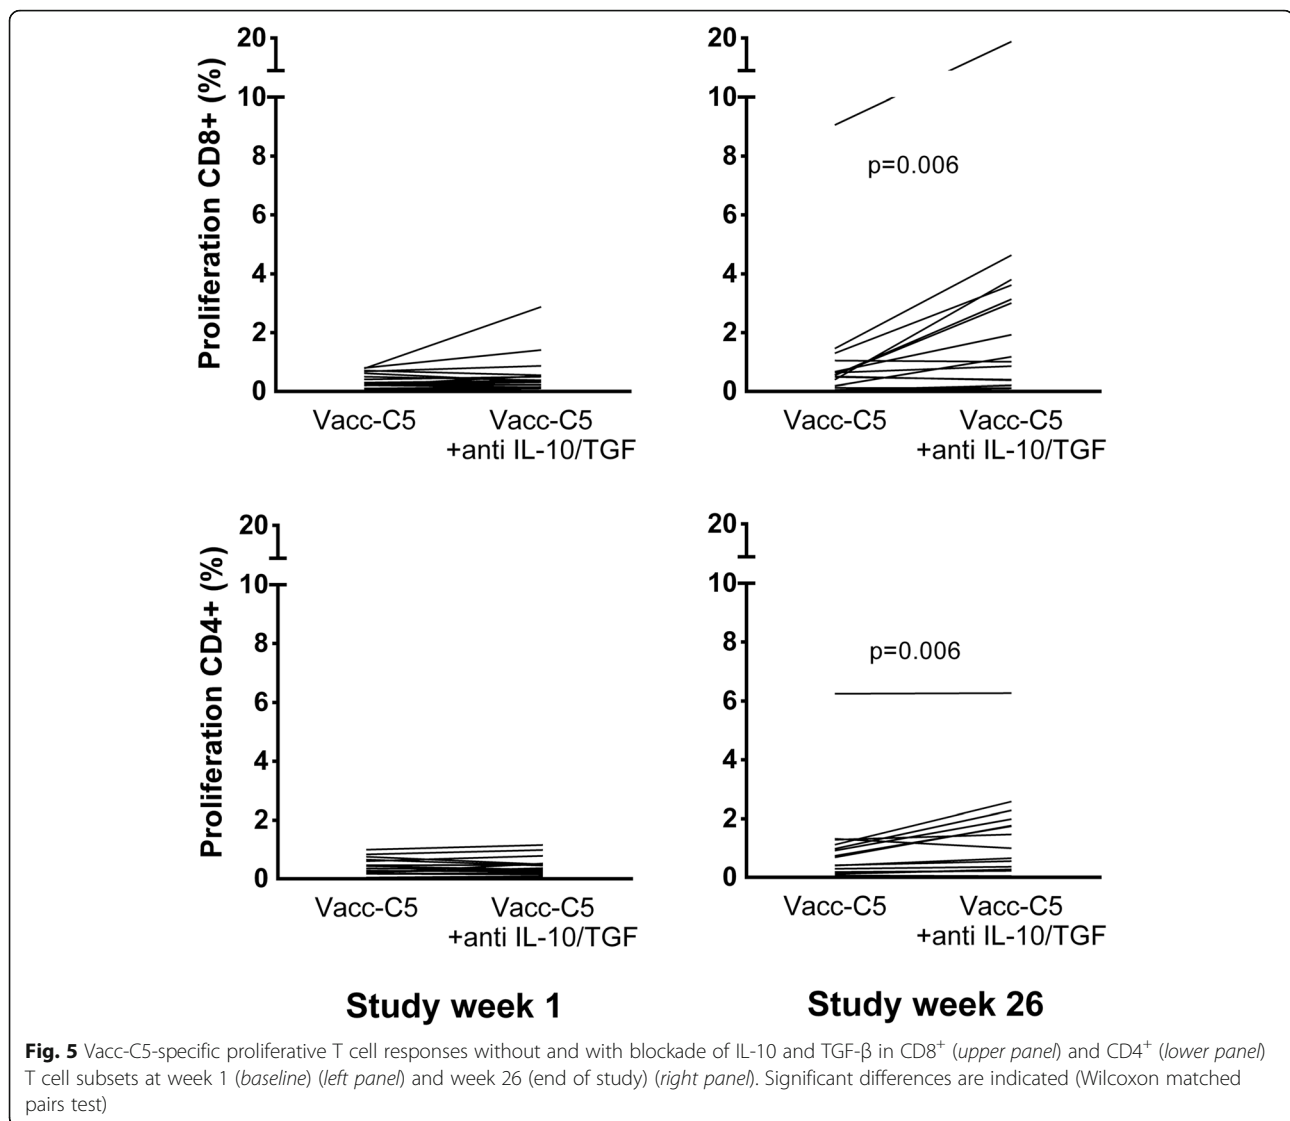 Proliferation CD8+ (%)
20
10
8
6
4
2
0
Vacc-C5
Vacc-C5
+anti IL-10/TGF
20
10
8
6
4
2
0
p=0.006
Vacc-C5
Vacc-C5
+anti IL-10/TGF
Proliferation CD4+ (%)
20
10
8
6
4
2
0
Vacc-C5
Vacc-C5
+anti IL-10/TGF
20
10
8
6
4
2
0
p=0.006
Vacc-C5
Vacc-C5
+anti IL-10/TGF
Study week 1
Study week 26
Fig. 5 Vacc-C5-specific proliferative T cell responses without and with blockade of IL-10 and TGF-β in CD8⁺ (upper panel) and CD4⁺ (lower panel)
T cell subsets at week 1 (baseline) (left panel) and week 26 (end of study) (right panel). Significant differences are indicated (Wilcoxon matched
pairs test)